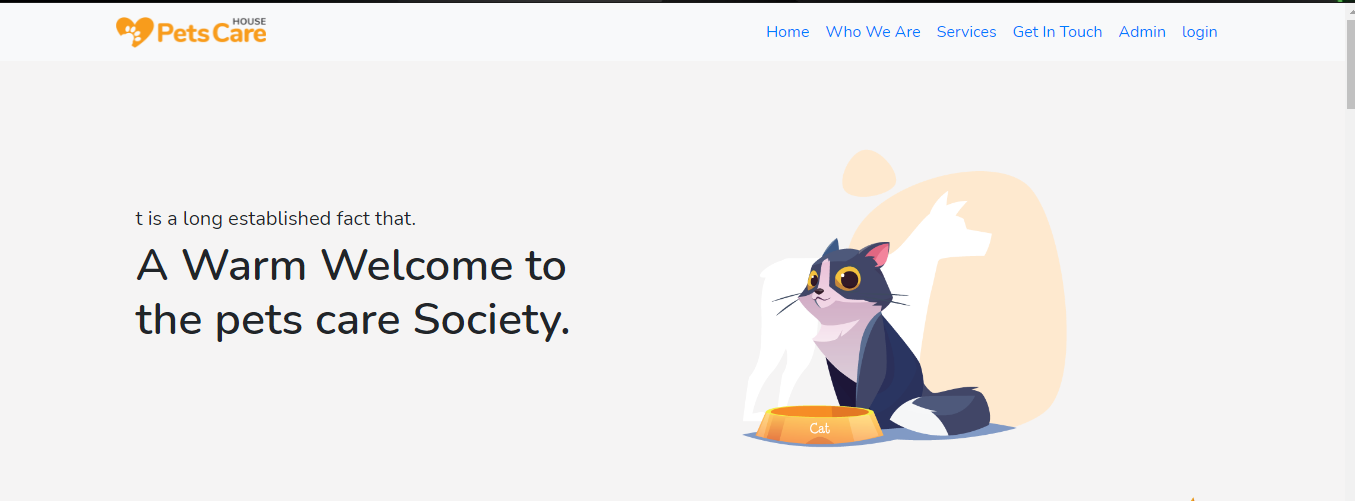 HOUSE
Pets Care
Home Who We Are Services Get In Touch Admin login
t is a long established fact that.
A Warm Welcome to
the pets care Society.
Cat